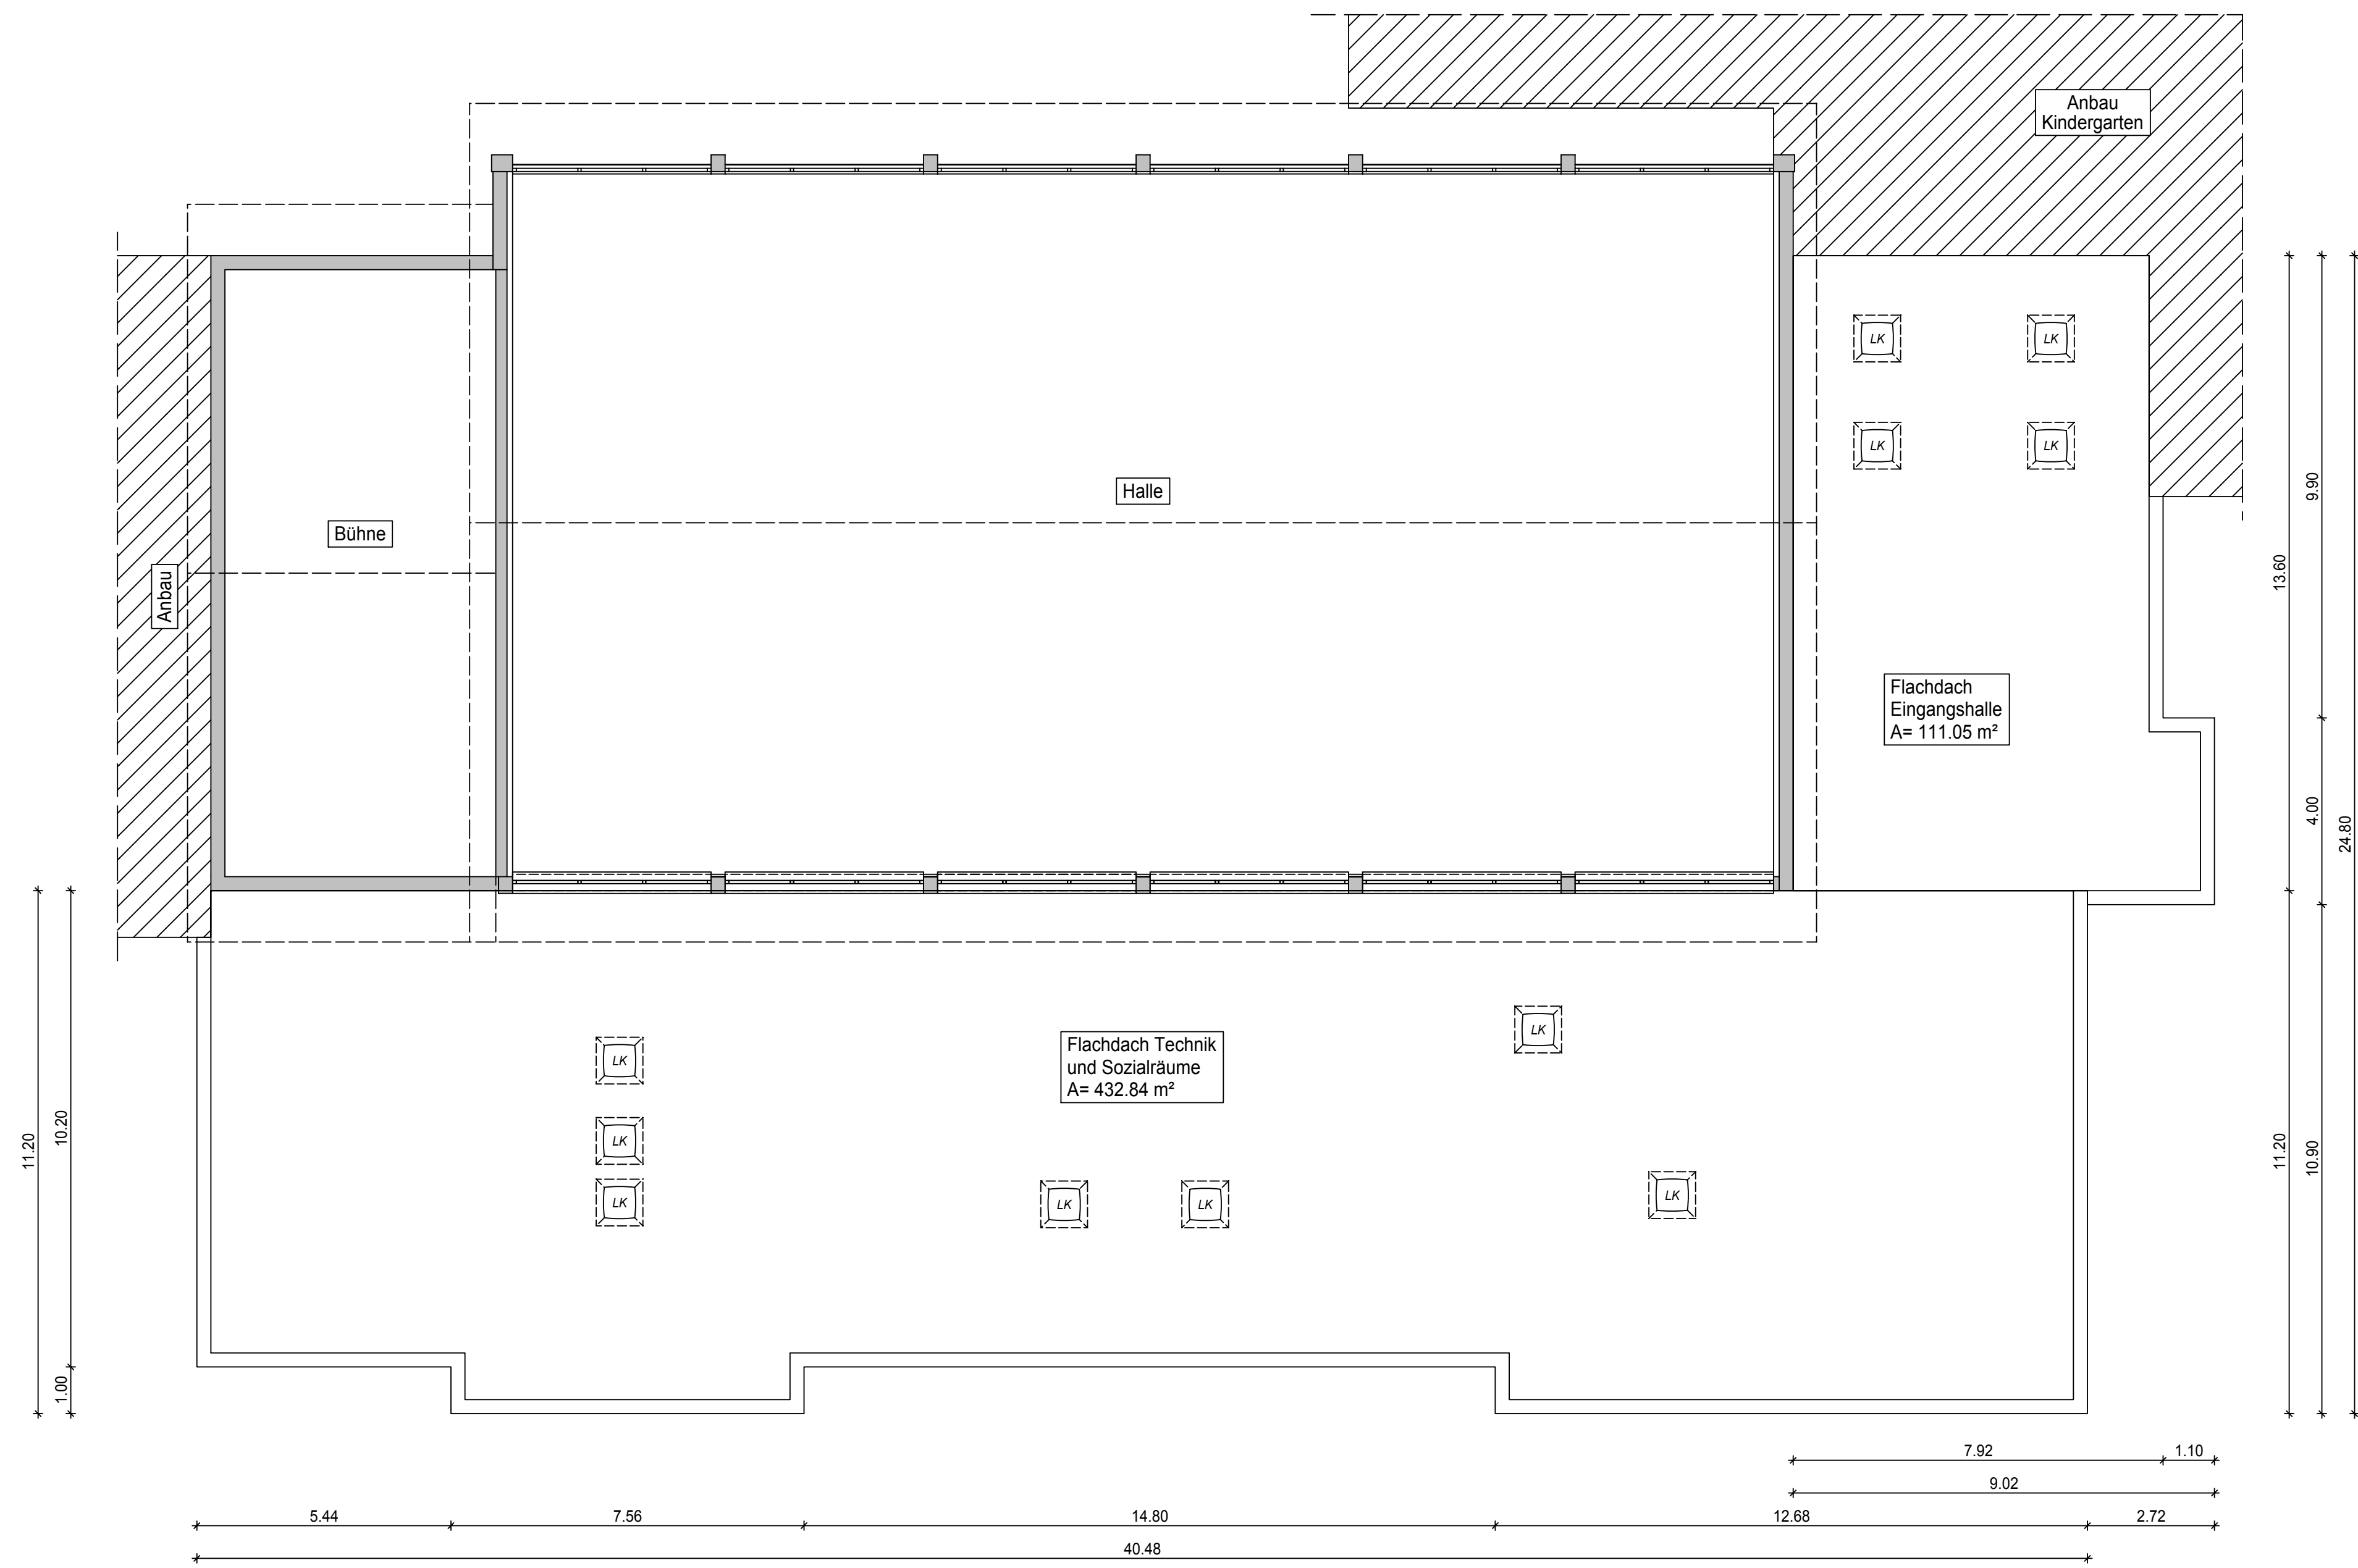 Anbau
Kindergarten
LK
LK
LK
LK
9.90
Halle
Bühne
13.60
Anbau
Flachdach
Eingangshalle
A= 111.05 m²
4.00
24.80
LK
Flachdach Technik
und Sozialräume
A= 432.84 m²
LK
11.20
10.20
LK
11.20
10.90
LK
LK
LK
LK
1.00
7.92
1.10
9.02
5.44
7.56
14.80
12.68
2.72
40.48